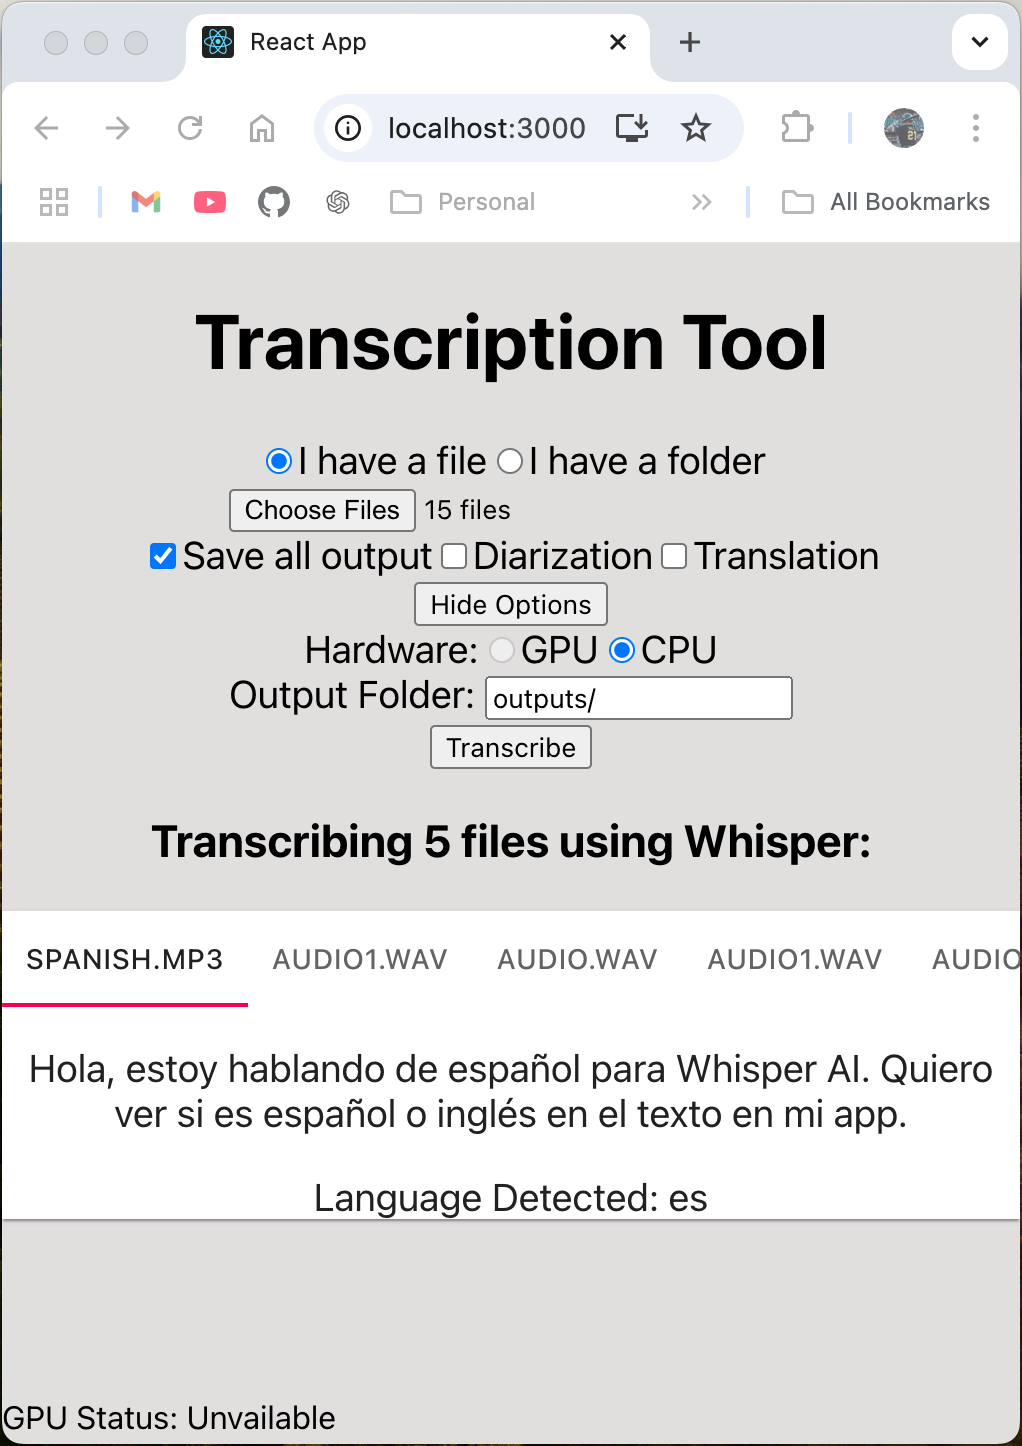 React App
localhost:3000
Personal
All Bookmarks
Transcription Tool
I have a file I have a folder
Choose Files 15 files
Save all output Diarization Translation
Hide Options
Hardware: GPU CPU
Output Folder: outputs/
Transcribe
Transcribing 5 files using Whisper:
SPANISH.MP3 AUDIO1.WAV AUDIO.WAV AUDIO1.WAV AUDIO
Hola, estoy hablando de español para Whisper AI. Quiero
ver si es español o inglés en el texto en mi app.
Language Detected: es
GPU Status: Unvailable